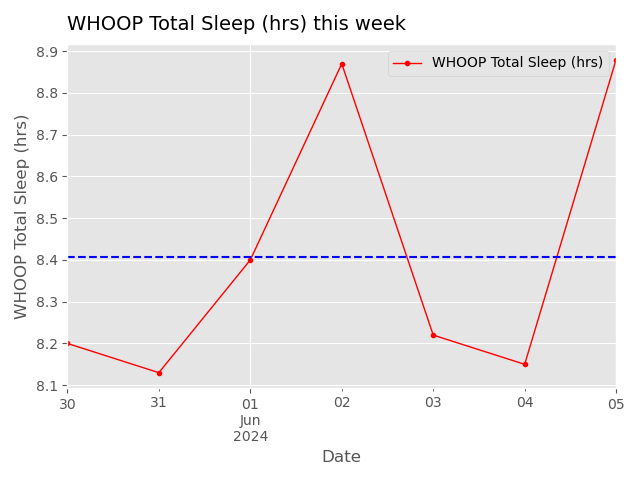 WHOOP Total Sleep (hrs) this week
WHOOP Total Sleep (hrs)
WHOOP Total Sleep (hrs)
8.9
8.8
8.7
8.6
8.5
8.4
8.3
8.2
8.1
30 31 01 02 03 04 05
Jun
2024
Date